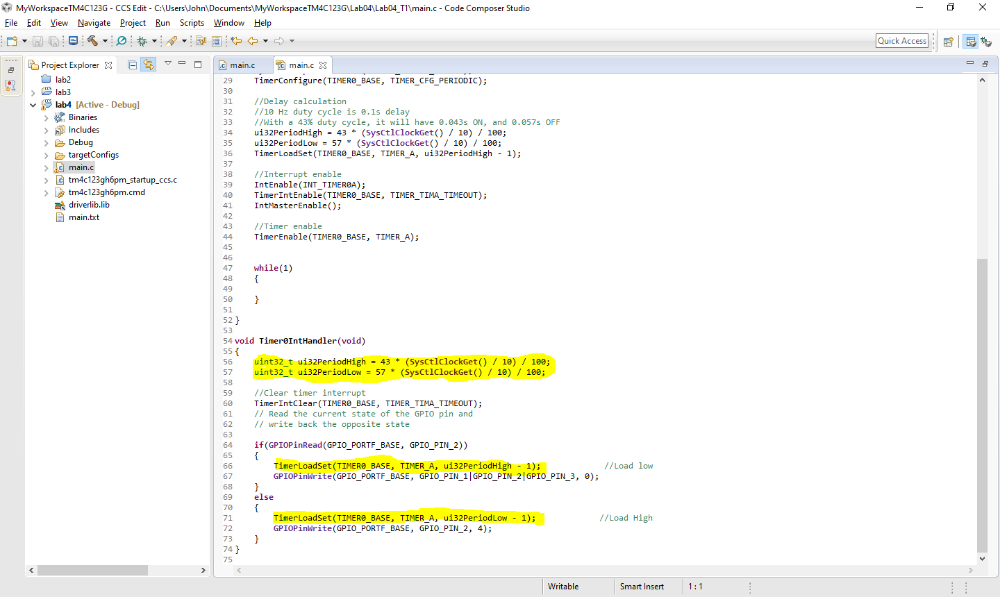 MyWorkspaceTM4C123G - CCS Edit - C:\Users\John\Documents\MyWorkspaceTM4C123G\Lab04\Lab04_T1\main.c - Code Composer Studio
File Edit View Navigate Project Run Scripts Window Help
Quick Access
Project Explorer
lab2
lab3
lab4 [Active - Debug]
Binaries
Includes
Debug
targetConfigs
main.c
tm4c123gh6pm_startup_ccs.c
tm4c123gh6pm.cmd
driverlib.lib
main.txt
main.c main.c
29 TimerConfigure(TIMER0_BASE, TIMER_CFG_PERIODIC);
30
31 //Delay calculation
32 //10 Hz duty cycle is 0.1s delay
33 //With a 43% duty cycle, it will have 0.043s ON, and 0.057s OFF
34 ui32PeriodHigh = 43 * (SysCtlClockGet() / 10) / 100;
35 ui32PeriodLow = 57 * (SysCtlClockGet() / 10) / 100;
36 TimerLoadSet(TIMER0_BASE, TIMER_A, ui32PeriodHigh - 1);
37
38 //Interrupt enable
39 IntEnable(INT_TIMER0A);
40 TimerIntEnable(TIMER0_BASE, TIMER_TIMA_TIMEOUT);
41 IntMasterEnable();
42
43 //Timer enable
44 TimerEnable(TIMER0_BASE, TIMER_A);
45
46
47 while(1)
48 {
49
50 }
51
52 }
53
54 void Timer0IntHandler(void)
55 {
56 uint32_t ui32PeriodHigh = 43 * (SysCtlClockGet() / 10) / 100;
57 uint32_t ui32PeriodLow = 57 * (SysCtlClockGet() / 10) / 100;
58
59 //Clear timer interrupt
60 TimerIntClear(TIMER0_BASE, TIMER_TIMA_TIMEOUT);
61 // Read the current state of the GPIO pin and
62 // write back the opposite state
63
64 if(GPIOPinRead(GPIO_PORTF_BASE, GPIO_PIN_2))
65 {
66 TimerLoadSet(TIMER0_BASE, TIMER_A, ui32PeriodHigh - 1); //Load low
67 GPIOPinWrite(GPIO_PORTF_BASE, GPIO_PIN_1|GPIO_PIN_2|GPIO_PIN_3, 0);
68 }
69 else
70 {
71 TimerLoadSet(TIMER0_BASE, TIMER_A, ui32PeriodLow - 1); //Load High
72 GPIOPinWrite(GPIO_PORTF_BASE, GPIO_PIN_2, 4);
73 }
74 }
75
Writable Smart Insert 1 : 1